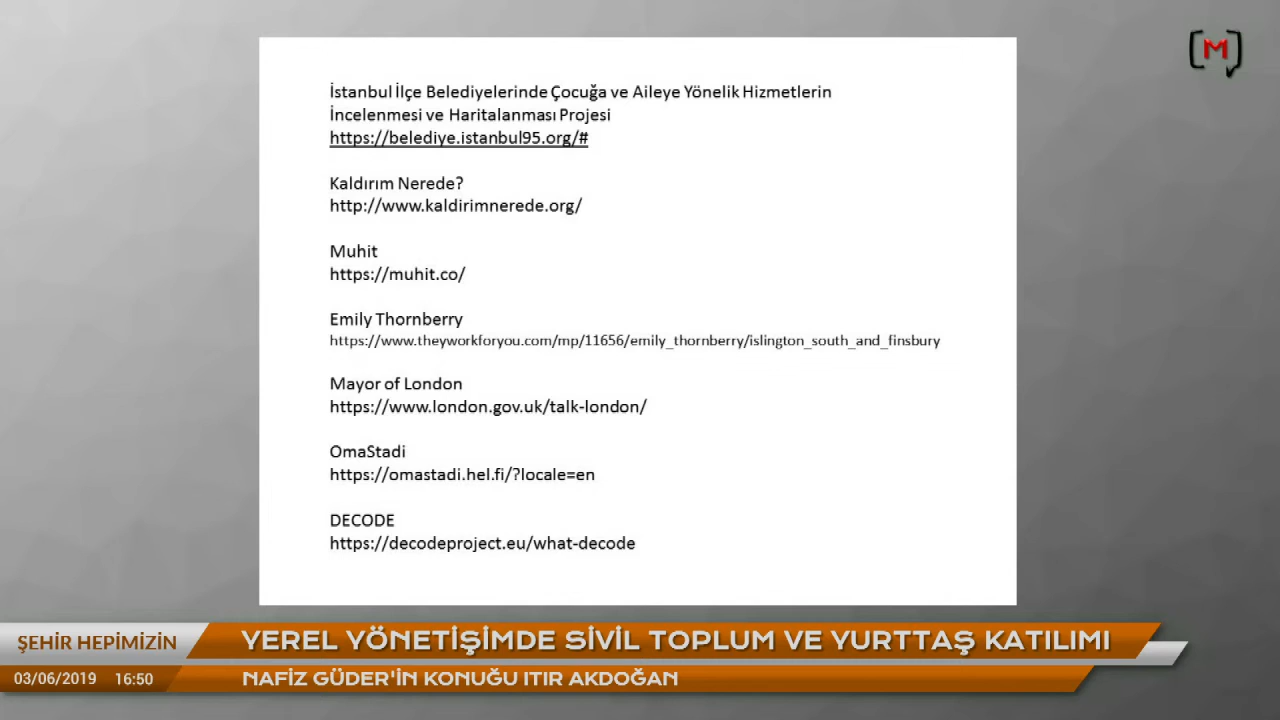 İstanbul İlçe Belediyelerinde Çocuğa ve Aileye Yönelik Hizmetlerin
İncelenmesi ve Haritalanması Projesi
https://belediye.istanbul95.org/#
Kaldırım Nerede?
http://www.kaldirimnerede.org/
Muhit
https://muhit.co/
Emily Thornberry
https://www.theyworkforyou.com/mp/11656/emily_thornberry/islington_south_and_finsbury
Mayor of London
https://www.london.gov.uk/talk-london/
OmaStadi
https://omastadi.hel.fi/?locale=en
DECODE
https://decodeproject.eu/what-decode
[M]
ŞEHİR HEPİMİZİN
YEREL YÖNETİŞİMDE SİVİL TOPLUM VE YURTTAŞ KATILIMI
03/06/2019 16:50
NAFİZ GÜDER'İN KONUĞU ITIR AKDOĞAN